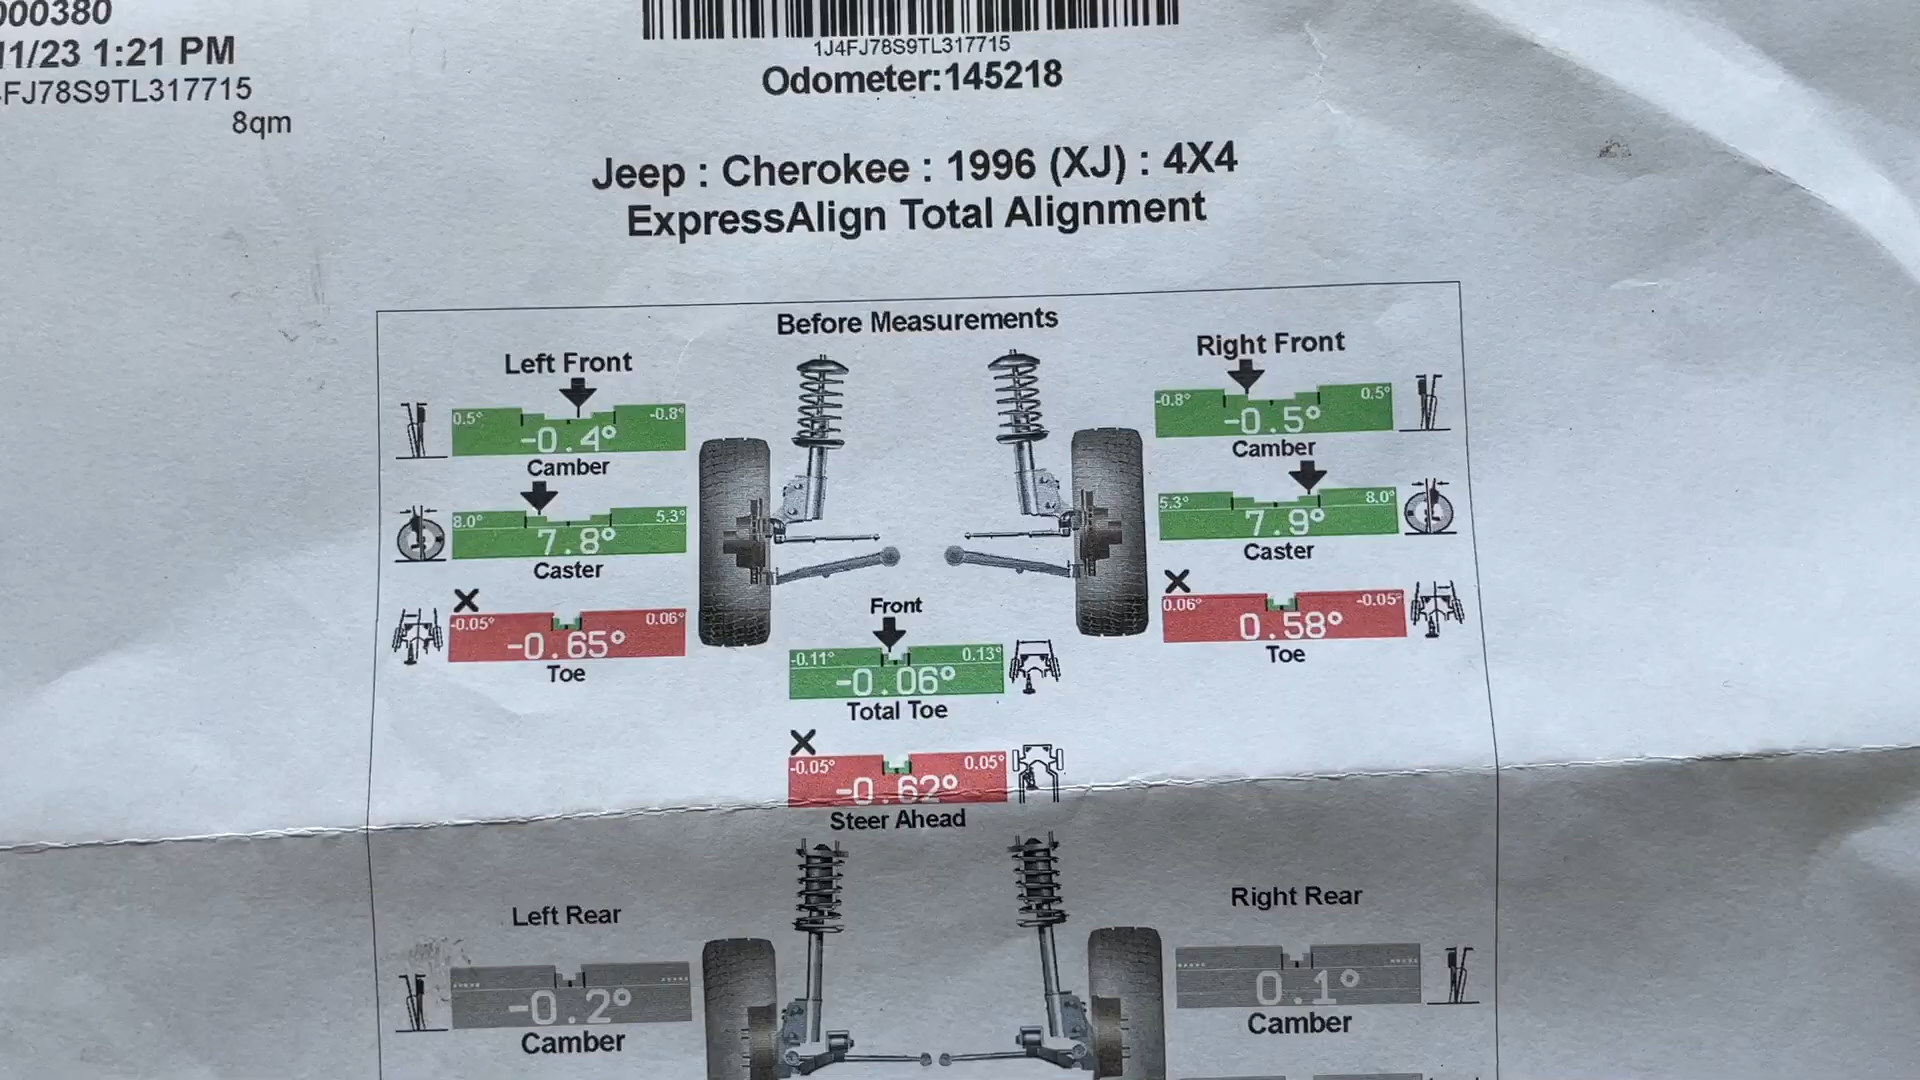 000380
11/23 1:21 PM
FJ78S9TL317715
8qm
1J4FJ78S9TL317715
Odometer:145218
Jeep : Cherokee : 1996 (XJ) : 4X4
ExpressAlign Total Alignment
Before Measurements
Left Front
0.5° -0.8°
-0.4°
Camber
8.0° 5.3°
7.8°
Caster
-0.05° 0.06°
-0.65°
Toe
Right Front
-0.8° 0.5°
-0.5°
Camber
5.3° 8.0°
7.9°
Caster
0.06° -0.05°
0.58°
Toe
Front
-0.11° 0.13°
-0.06°
Total Toe
-0.05° 0.05°
-0.62°
Steer Ahead
Left Rear
-0.2°
Camber
Right Rear
0.1°
Camber